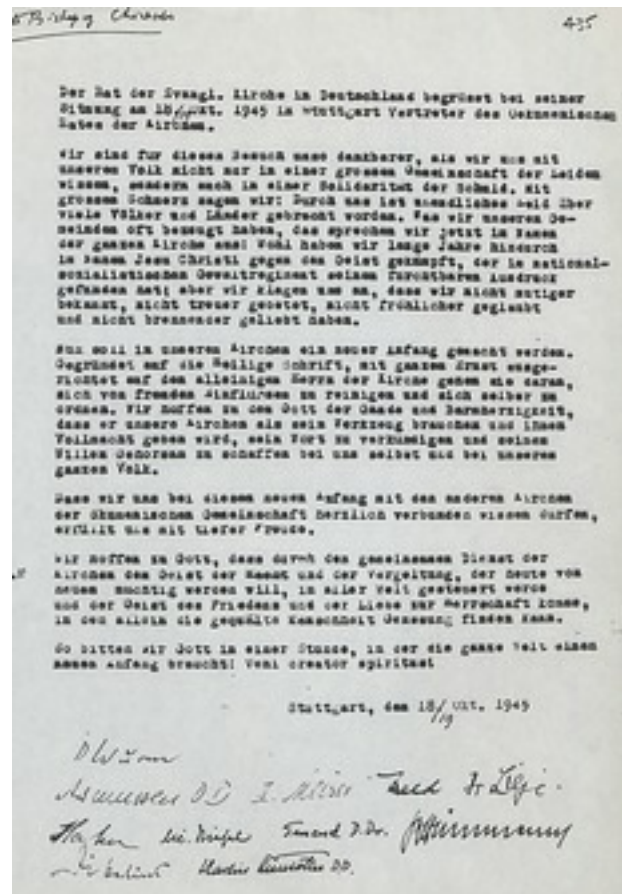 Bishop of Chichester
435
Der Rat der Evangl. Kirche in Deutschland begrüsst bei seiner
Sitzung am 18/19. Okt. 1945 in Stuttgart Vertreter des Oekumenischen
Rates der Kirchen.
Wir sind für diesen Besuch umso dankbarer, als wir uns mit
unserem Volk nicht nur in einer grossen Gemeinschaft der Leiden
wissen, sondern auch in einer Solidarität der Schuld. Mit
grossem Schmerz sagen wir: Durch uns ist unendliches Leid über
viele Völker und Länder gebracht worden. Was wir unseren Ge-
meinden oft bezeugt haben, das sprechen wir jetzt im Namen
der ganzen Kirche aus: Wohl haben wir lange Jahre hindurch
im Namen Jesu Christi gegen den Geist gekämpft, der im national-
sozialistischen Gewaltregiment seinen furchtbaren Ausdruck
gefunden hat; aber wir klagen uns an, dass wir nicht mutiger
bekannt, nicht treuer gebetet, nicht fröhlicher geglaubt
und nicht brennender geliebt haben.
Nun soll in unseren Kirchen ein neuer Anfang gemacht werden.
Gegründet auf die Heilige Schrift, mit ganzem Ernst ausge-
richtet auf den alleinigen Herrn der Kirche gehen sie daran,
sich von fremden Einflüssen zu reinigen und sich selber zu
ordnen. Wir hoffen zu dem Gott der Gnade und Barmherzigkeit,
dass er unsere Kirchen als sein Werkzeug brauchen und ihnen
Vollmacht geben wird, sein Wort zu verkündigen und seinem
Willen Gehorsam zu schaffen bei uns selbst und bei unserem
ganzen Volk.
Dass wir uns bei diesem neuen Anfang mit den anderen Kirchen
der ökumenischen Gemeinschaft herzlich verbunden wissen dürfen,
erfüllt uns mit tiefer Freude.
Wir hoffen zu Gott, dass durch den gemeinsamen Dienst der
Kirchen dem Geist der Gewalt und der Vergeltung, der heute von
neuem mächtig werden will, in aller Welt gesteuert werde
und der Geist des Friedens und der Liebe zur Herrschaft komme,
in dem allein die gequälte Menschheit Genesung finden kann.
So bitten wir Gott in einer Stunde, in der die ganze Welt einen
neuen Anfang braucht: Veni creator spiritus!
Stuttgart, den 18/19 Okt. 1945
D Wurm
Asmussen DD Meiser Held Dr Lilje
Hahn lic. Niesel Smend D.Dr. Heinemann
Dibelius Martin Niemöller D.D.